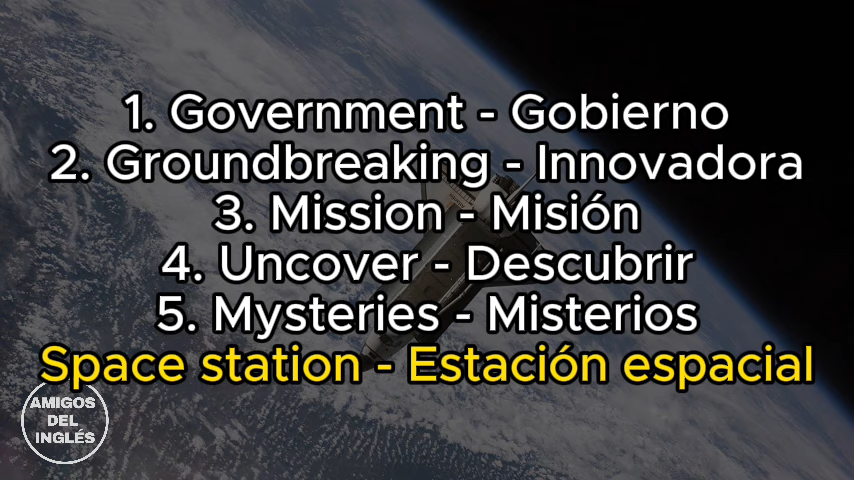 1. Government - Gobierno
2. Groundbreaking - Innovadora
3. Mission - Misión
4. Uncover - Descubrir
5. Mysteries - Misterios
Space station - Estación espacial
AMIGOS
DEL
INGLÉS